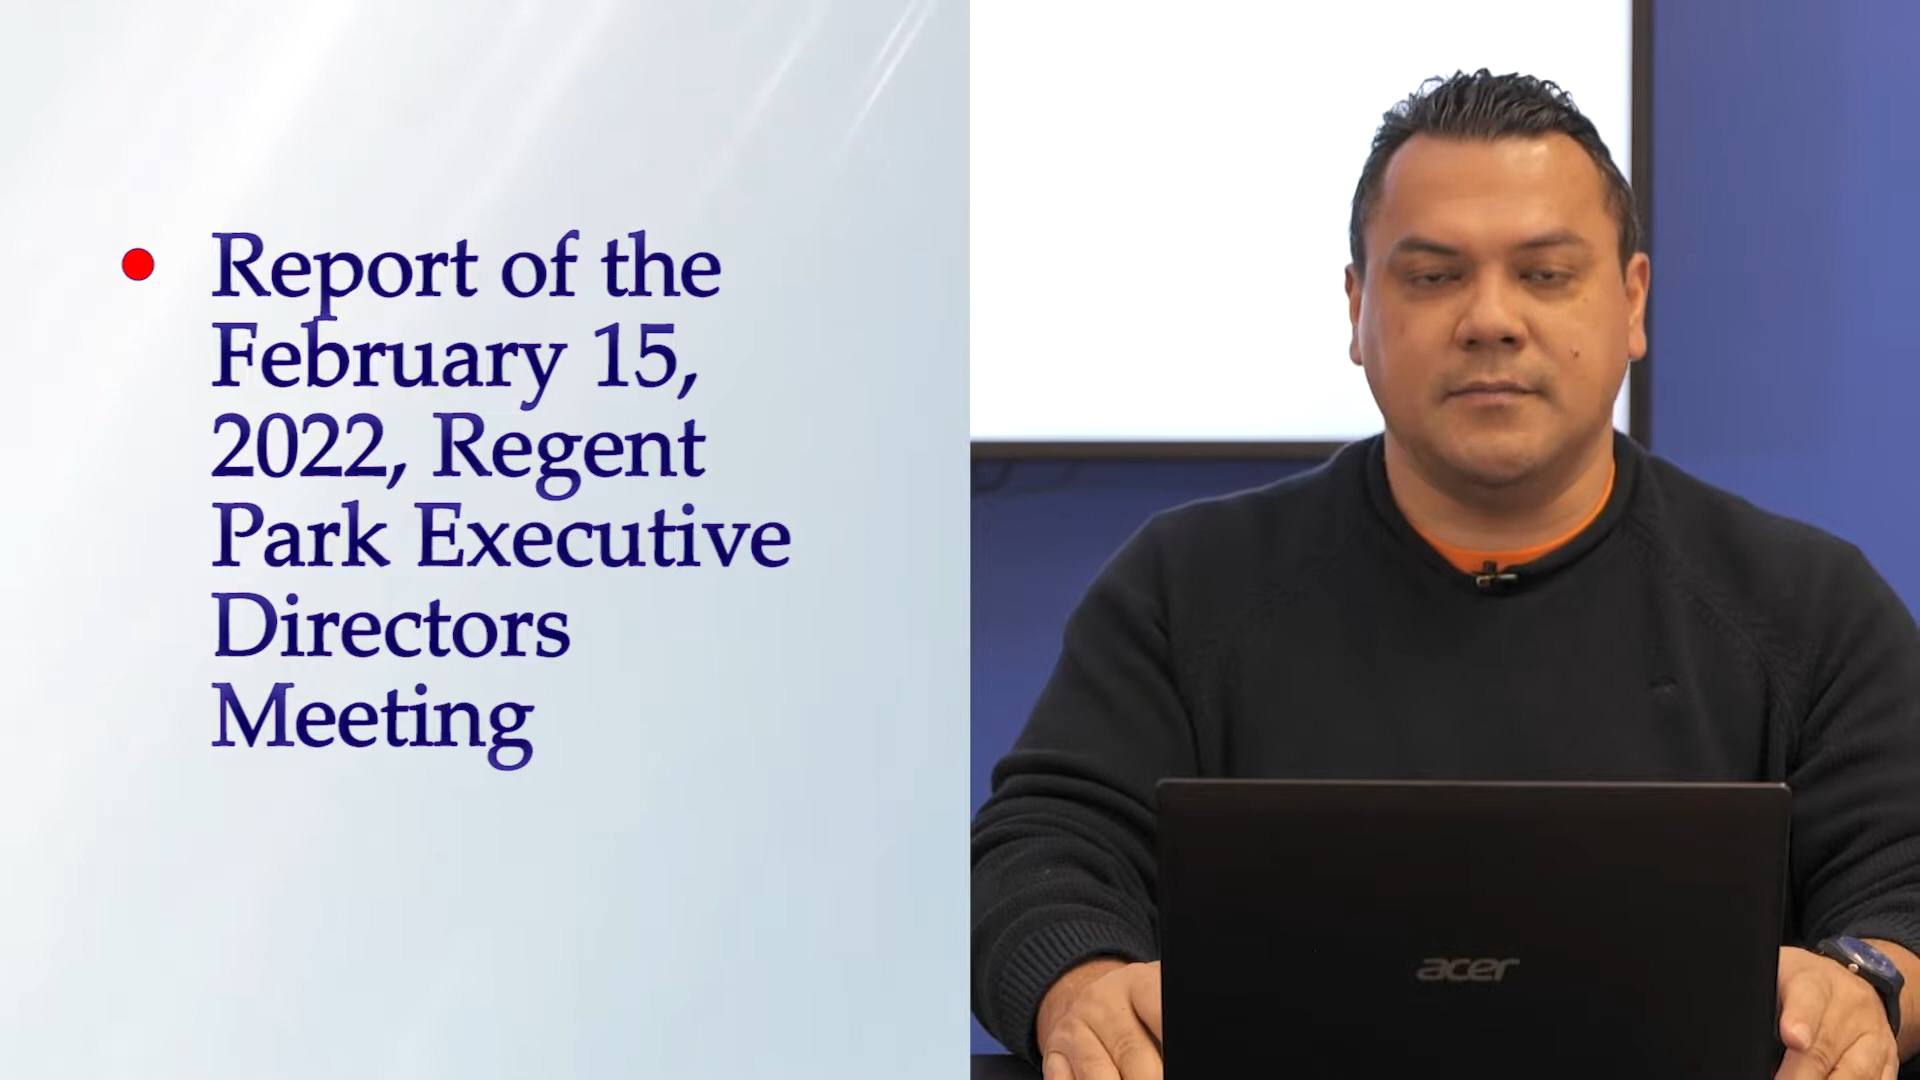 Report of the
February 15,
2022, Regent
Park Executive
Directors
Meeting
acer